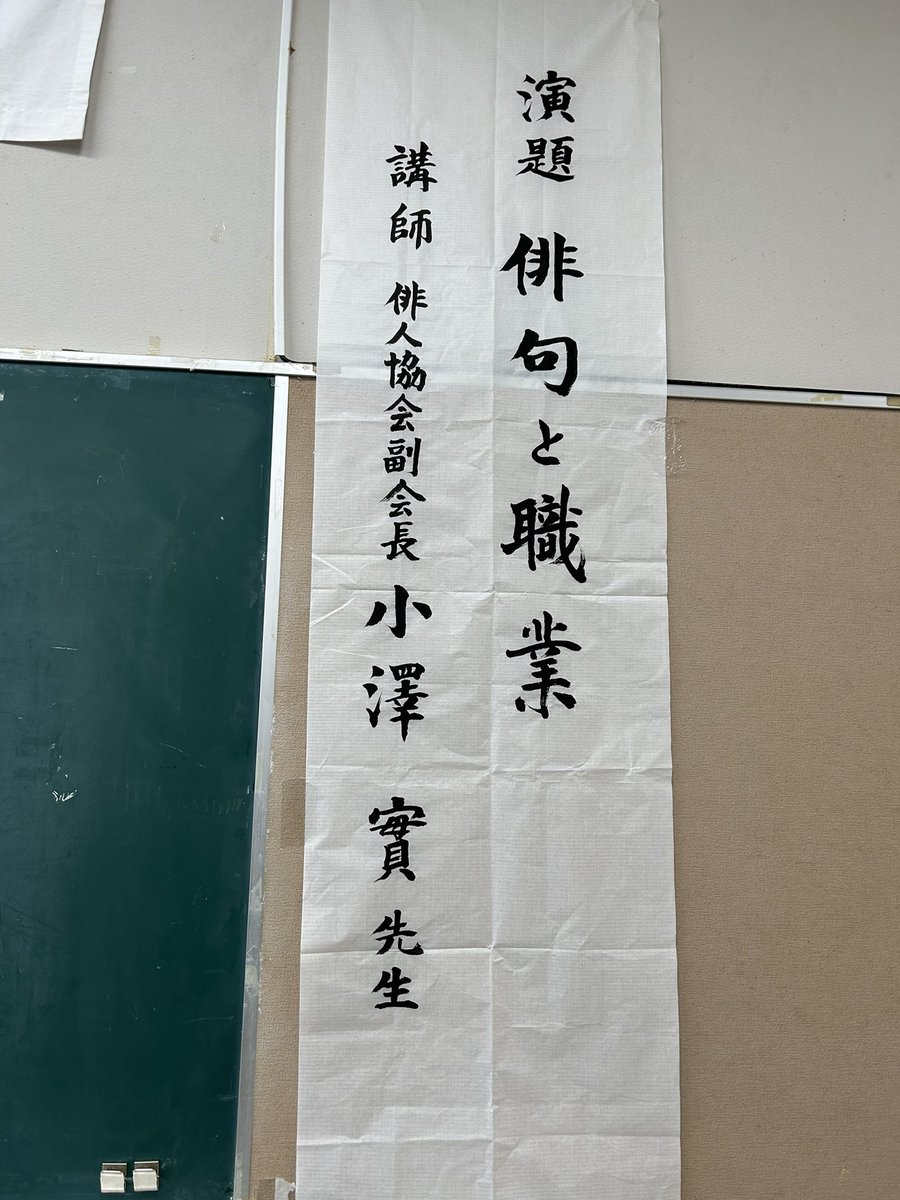 演題 俳句と職業
講師 俳人協会副会長 小澤 實 先生